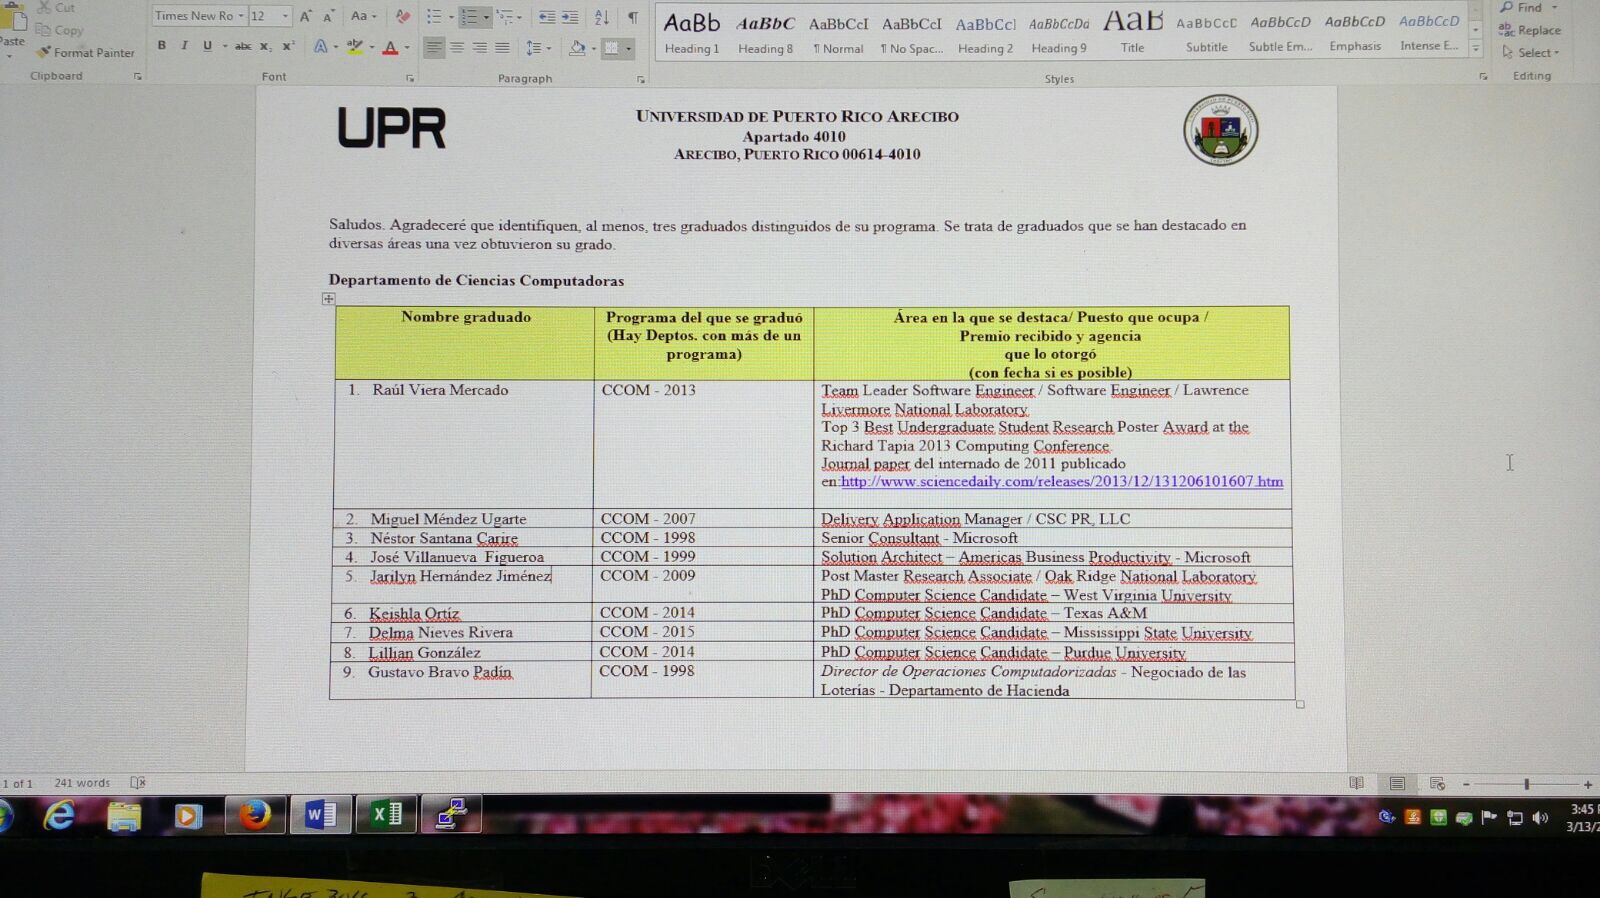 Cut
Copy
Paste
Format Painter
Clipboard
Times New Ro
12
Aa
B I U abc x₂ x²
Font
Paragraph
AaBb AaBbC AaBbCcI AaBbCcI AaBbCcI AaBbCcDa AaB AaBbCcD AaBbCcD AaBbCcD AaBbCcD
Heading 1 Heading 8 ¶ Normal ¶ No Spac... Heading 2 Heading 9 Title Subtitle Subtle Em... Emphasis Intense E...
Styles
Find
Replace
Select
Editing
UPR
UNIVERSIDAD DE PUERTO RICO ARECIBO
Apartado 4010
ARECIBO, PUERTO RICO 00614-4010
Saludos. Agradeceré que identifiquen, al menos, tres graduados distinguidos de su programa. Se trata de graduados que se han destacado en
diversas áreas una vez obtuvieron su grado.
Departamento de Ciencias Computadoras
Nombre graduado
Programa del que se graduó
(Hay Deptos. con más de un
programa)
Área en la que se destaca/ Puesto que ocupa /
Premio recibido y agencia
que lo otorgó
(con fecha si es posible)
1. Raúl Viera Mercado
CCOM - 2013
Team Leader Software Engineer / Software Engineer / Lawrence
Livermore National Laboratory
Top 3 Best Undergraduate Student Research Poster Award at the
Richard Tapia 2013 Computing Conference
Journal paper del internado de 2011 publicado
en:http://www.sciencedaily.com/releases/2013/12/131206101607.htm
2. Miguel Méndez Ugarte
CCOM - 2007
Delivery Application Manager / CSC PR, LLC
3. Néstor Santana Carire
CCOM - 1998
Senior Consultant - Microsoft
4. José Villanueva Figueroa
CCOM - 1999
Solution Architect – Americas Business Productivity - Microsoft
5. Jarilyn Hernández Jiménez
CCOM - 2009
Post Master Research Associate / Oak Ridge National Laboratory
PhD Computer Science Candidate – West Virginia University
6. Keishla Ortíz
CCOM - 2014
PhD Computer Science Candidate – Texas A&M
7. Delma Nieves Rivera
CCOM - 2015
PhD Computer Science Candidate – Mississippi State University
8. Lillian González
CCOM - 2014
PhD Computer Science Candidate – Purdue University
9. Gustavo Bravo Padín
CCOM - 1998
Director de Operaciones Computadorizadas - Negociado de las
Loterías - Departamento de Hacienda
1 of 1 241 words
3:45
3/13/2